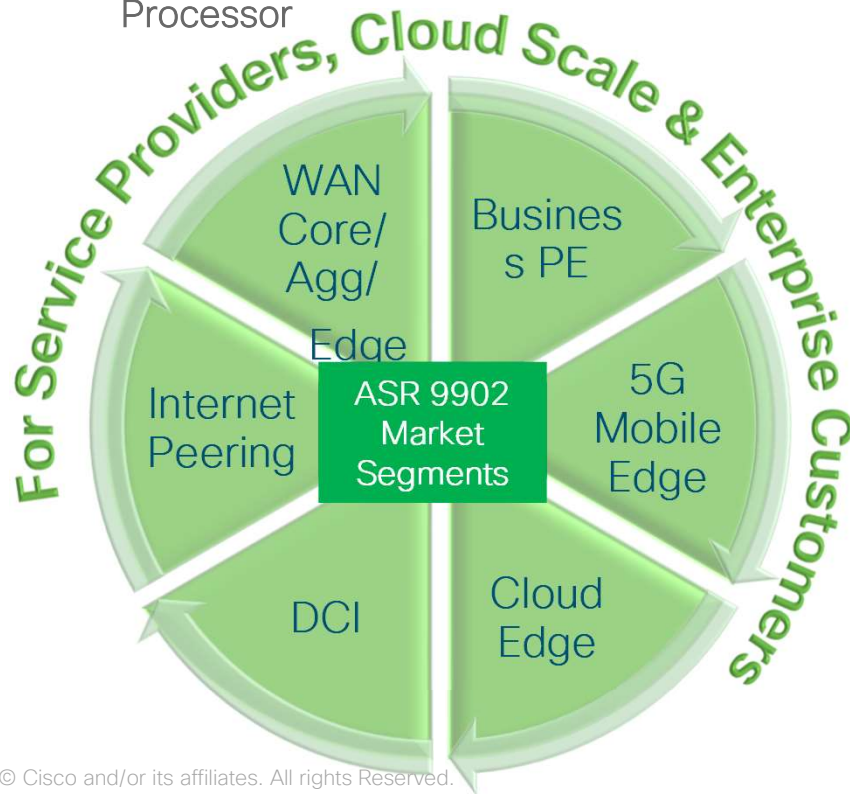 Processor
For Service Providers, Cloud Scale & Enterprise Customers
WAN
Core/
Agg/
Edge
Busines
s PE
Internet
Peering
ASR 9902
Market
Segments
5G
Mobile
Edge
DCI
Cloud
Edge
© Cisco and/or its affiliates. All rights Reserved.